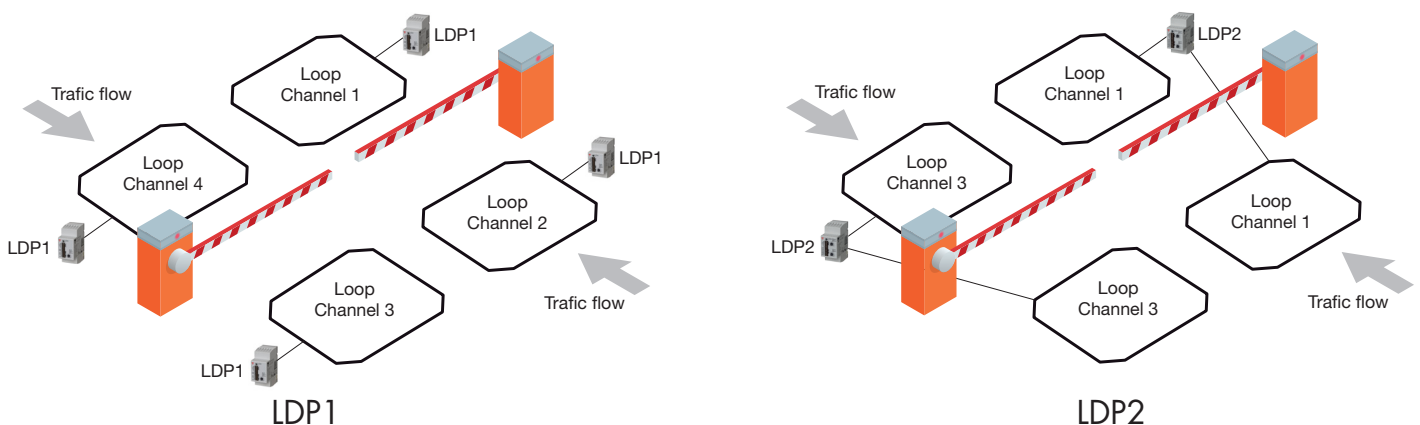 LDP1
Loop
Channel 1
Trafic flow
LDP1
Loop
Channel 4
Loop
Channel 2
LDP1
Trafic flow
Loop
Channel 3
LDP1
LDP1
LDP2
Loop
Channel 1
Trafic flow
Loop
Channel 3
Loop
Channel 1
LDP2
Trafic flow
Loop
Channel 3
LDP2